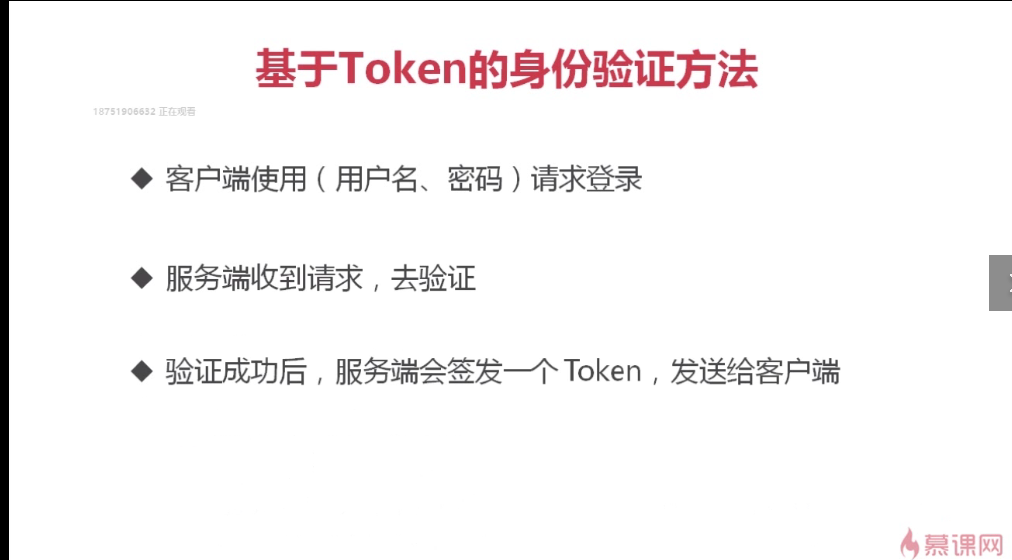 基于Token的身份验证方法
18751906632 正在观看
◆ 客户端使用（用户名、密码）请求登录
◆ 服务端收到请求，去验证
◆ 验证成功后，服务端会签发一个 Token，发送给客户端
慕课网